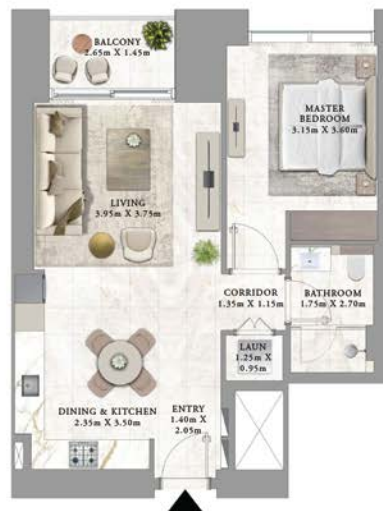 BALCONY
2.65m X 1.45m
MASTER
BEDROOM
3.15m X 3.60m
LIVING
3.95m X 3.75m
CORRIDOR
1.35m X 1.15m
BATHROOM
1.75m X 2.70m
LAUN
1.25m X
0.95m
DINING & KITCHEN
2.35m X 3.50m
ENTRY
1.40m X
2.05m